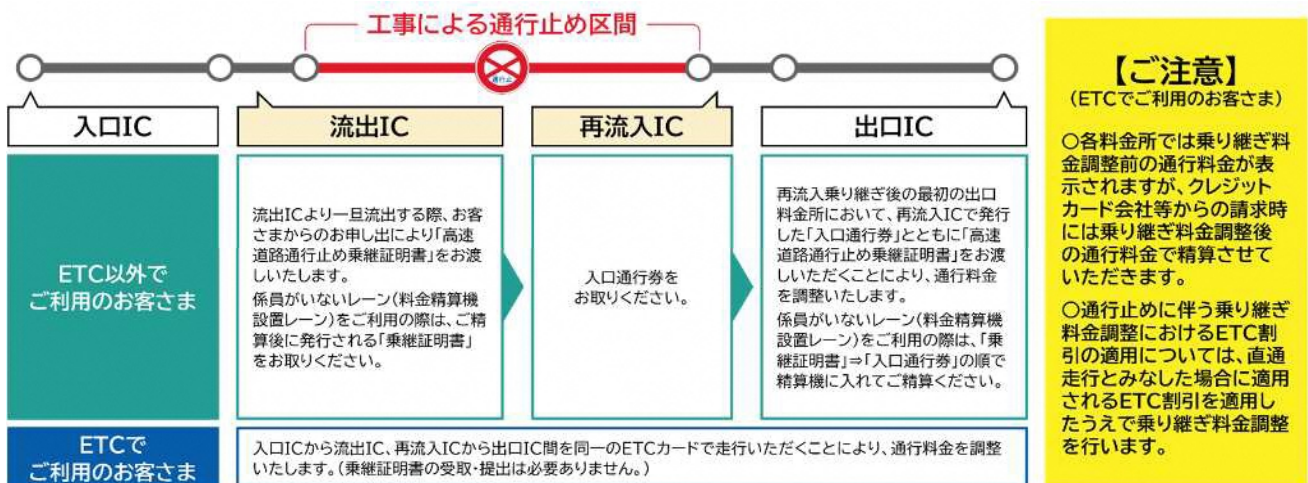 工事による通行止め区間
通行止
入口IC
流出IC
再流入IC
出口IC
ETC以外で
ご利用のお客さま
流出ICより一旦流出する際、お客
さまからのお申し出により「高速
道路通行止め乗継証明書」をお渡
しいたします。
係員がいないレーン(料金精算機
設置レーン)をご利用の際は、ご精
算後に発行される「乗継証明書」
をお取りください。
入口通行券を
お取りください。
再流入乗り継ぎ後の最初の出口
料金所において、再流入ICで発行
した「入口通行券」とともに「高速
道路通行止め乗継証明書」をお渡
しいただくことにより、通行料金
を調整いたします。
係員がいないレーン(料金精算機
設置レーン)をご利用の際は、「乗
継証明書」⇒「入口通行券」の順で
精算機に入れてご精算ください。
ETCで
ご利用のお客さま
入口ICから流出IC、再流入ICから出口IC間を同一のETCカードで走行いただくことにより、通行料金を調整
いたします。(乗継証明書の受取・提出は必要ありません。)
【ご注意】
(ETCでご利用のお客さま)
〇各料金所では乗り継ぎ料
金調整前の通行料金が表
示されますが、クレジット
カード会社等からの請求時
には乗り継ぎ料金調整後
の通行料金で精算させて
いただきます。
〇通行止めに伴う乗り継ぎ
料金調整におけるETC割
引の適用については、直通
走行とみなした場合に適用
されるETC割引を適用し
たうえで乗り継ぎ料金調整
を行います。